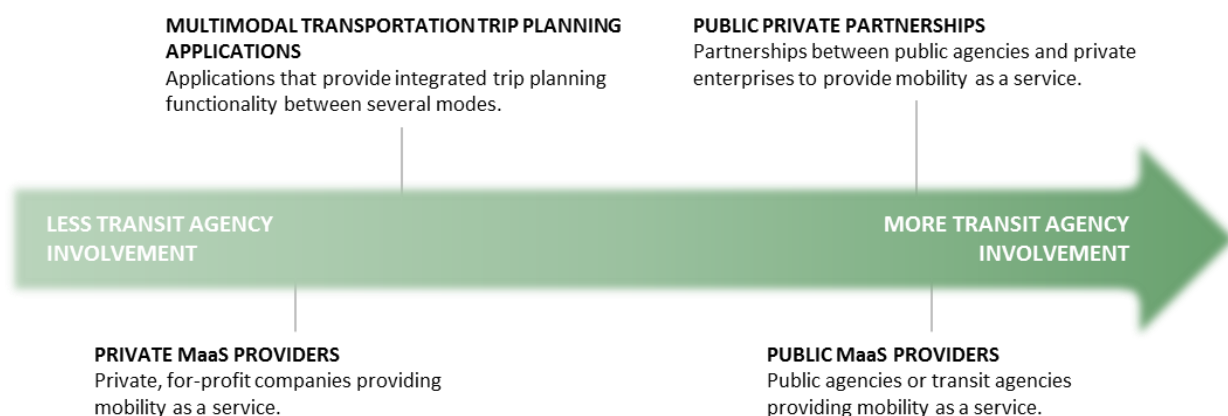 MULTIMODAL TRANSPORTATION TRIP PLANNING
APPLICATIONS
Applications that provide integrated trip planning
functionality between several modes.
PUBLIC PRIVATE PARTNERSHIPS
Partnerships between public agencies and private
enterprises to provide mobility as a service.
LESS TRANSIT AGENCY
INVOLVEMENT
MORE TRANSIT AGENCY
INVOLVEMENT
PRIVATE MaaS PROVIDERS
Private, for-profit companies providing
mobility as a service.
PUBLIC MaaS PROVIDERS
Public agencies or transit agencies
providing mobility as a service.